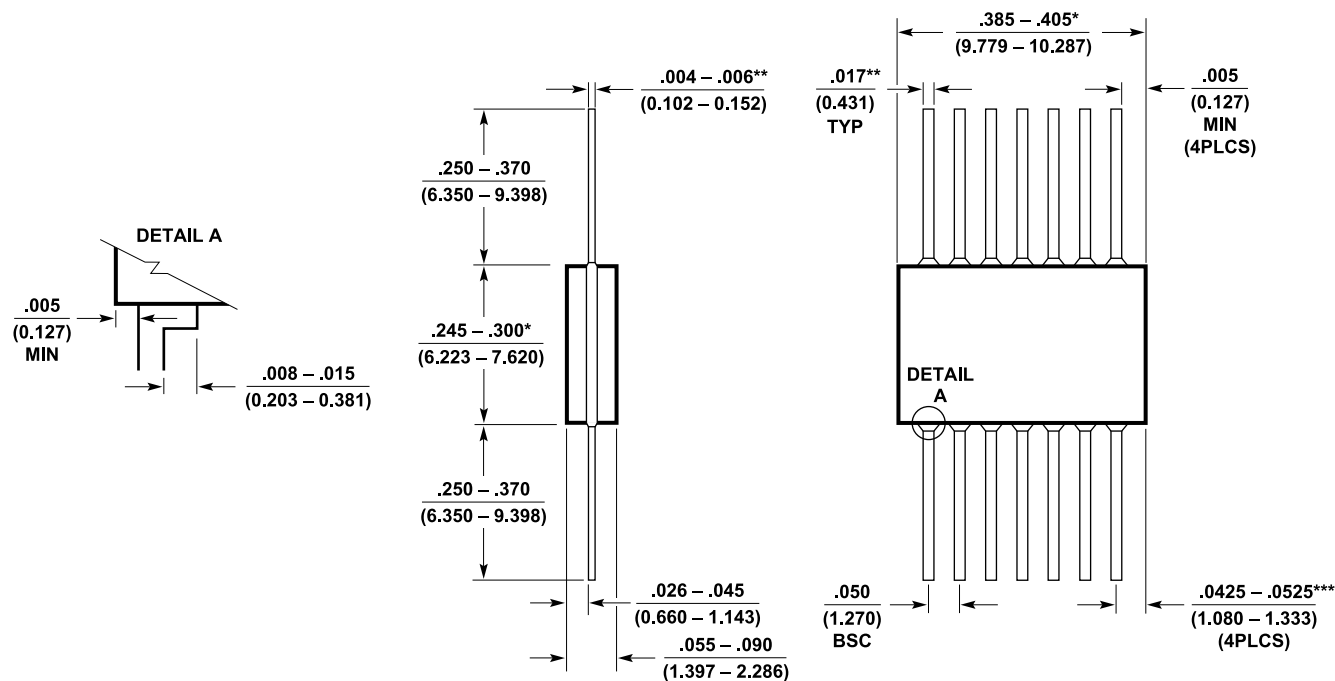 .385 – .405*
(9.779 – 10.287)
.004 – .006**
(0.102 – 0.152)
.017**
(0.431)
TYP
.005
(0.127)
MIN
(4PLCS)
.250 – .370
(6.350 – 9.398)
DETAIL A
.005
(0.127)
MIN
.008 – .015
(0.203 – 0.381)
.245 – .300*
(6.223 – 7.620)
DETAIL
A
.250 – .370
(6.350 – 9.398)
.026 – .045
(0.660 – 1.143)
.055 – .090
(1.397 – 2.286)
.050
(1.270)
BSC
.0425 – .0525***
(1.080 – 1.333)
(4PLCS)